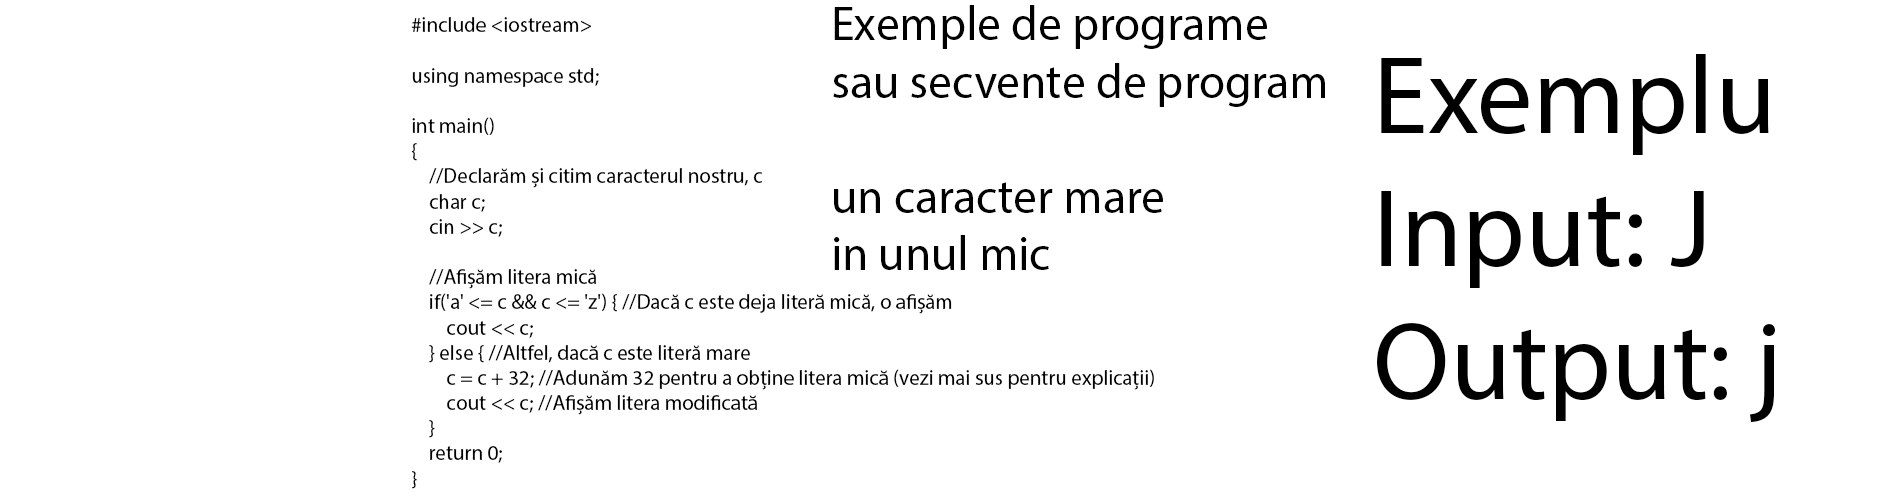 #include <iostream>
using namespace std;
int main()
{
//Declarăm și citim caracterul nostru, c
char c;
cin >> c;
//Afișăm litera mică
if('a' <= c && c <= 'z') { //Dacă c este deja literă mică, o afișăm
cout << c;
} else { //Altfel, dacă c este literă mare
c = c + 32; //Adunăm 32 pentru a obține litera mică (vezi mai sus pentru explicații)
cout << c; //Afișăm litera modificată
}
return 0;
}
Exemple de programe
sau secvente de program
un caracter mare
in unul mic
Exemplu
Input: J
Output: j